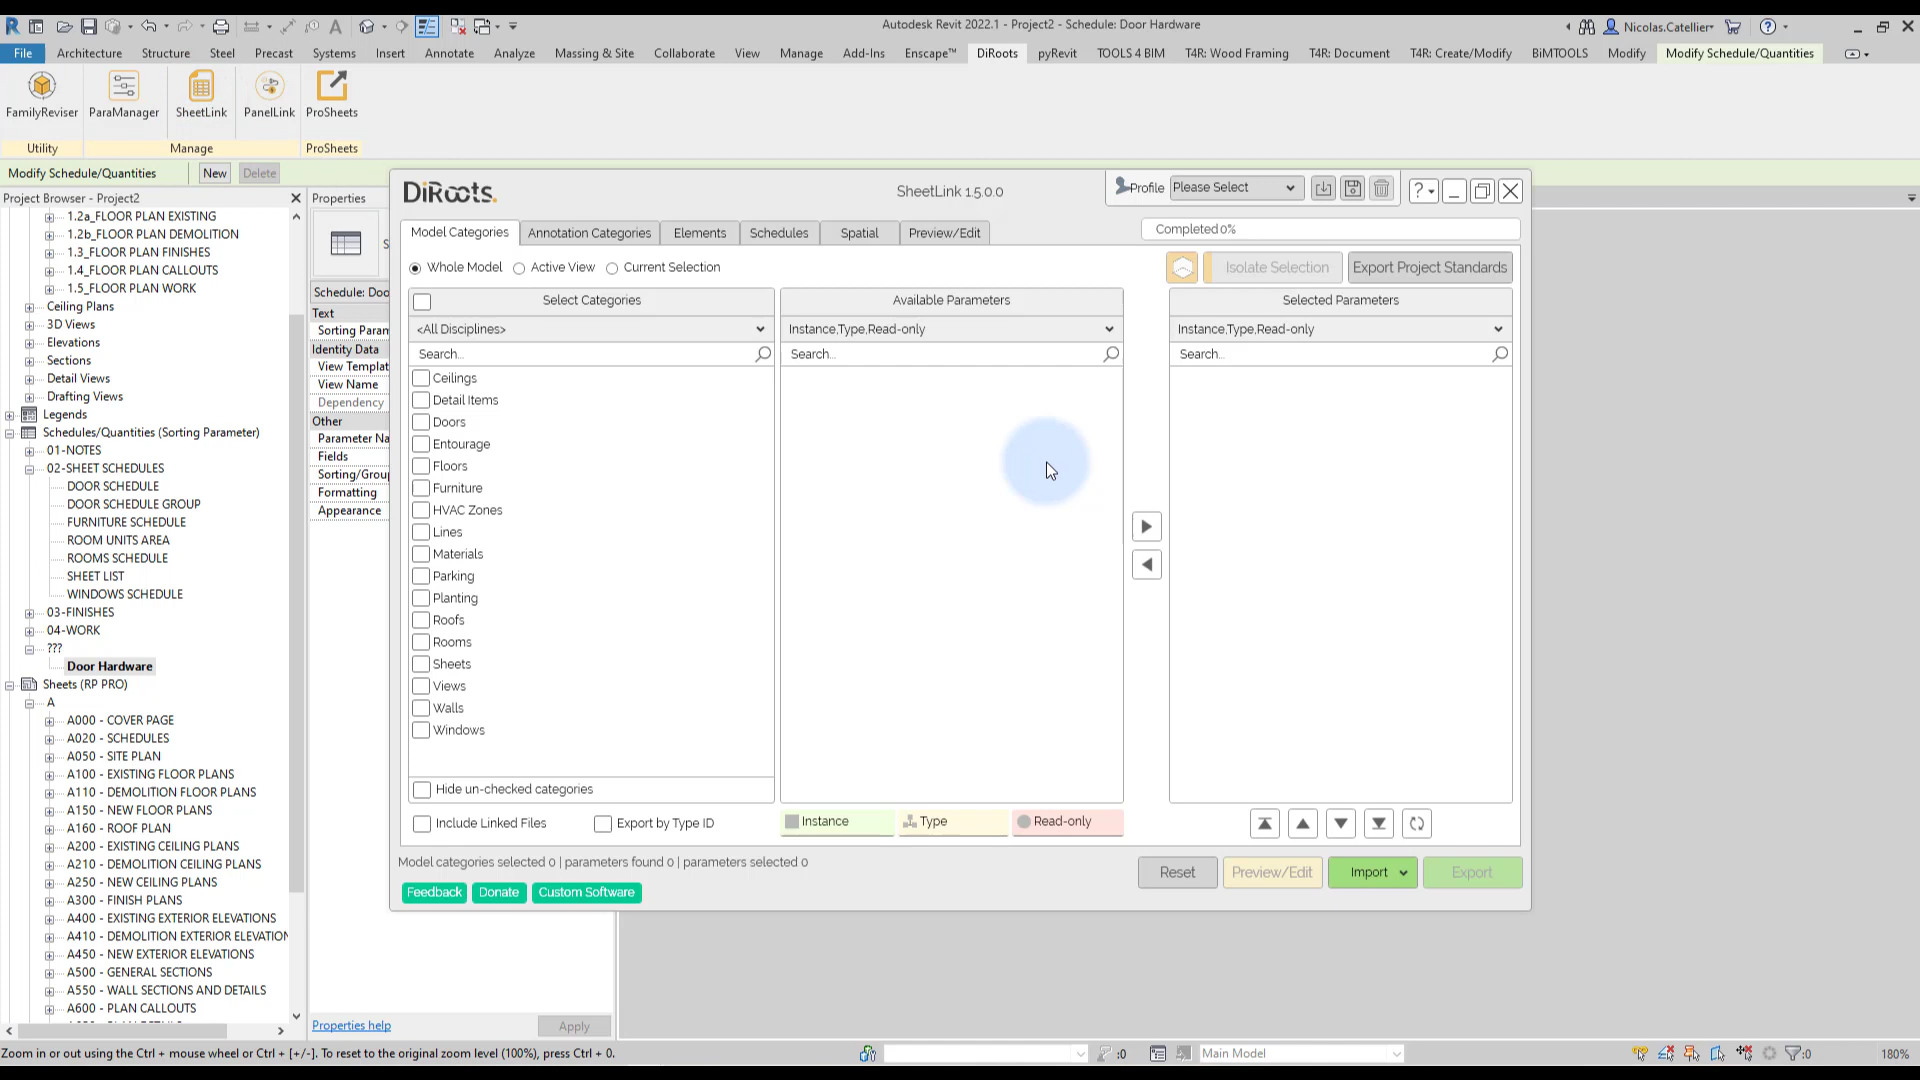 Autodesk Revit 2022.1 - Project2 - Schedule: Door Hardware
Nicolas.Catellier
File Architecture Structure Steel Precast Systems Insert Annotate Analyze Massing & Site Collaborate View Manage Add-Ins Enscape™ DiRoots pyRevit TOOLS 4 BIM T4R: Wood Framing T4R: Document T4R: Create/Modify BiMTOOLS Modify Modify Schedule/Quantities
FamilyReviser ParaManager SheetLink PanelLink ProSheets
Utility Manage ProSheets
Modify Schedule/Quantities New Delete
Project Browser - Project2
1.2a_FLOOR PLAN EXISTING
1.2b_FLOOR PLAN DEMOLITION
1.3_FLOOR PLAN FINISHES
1.4_FLOOR PLAN CALLOUTS
1.5_FLOOR PLAN WORK
Ceiling Plans
3D Views
Elevations
Sections
Detail Views
Drafting Views
Legends
Schedules/Quantities (Sorting Parameter)
01-NOTES
02-SHEET SCHEDULES
DOOR SCHEDULE
DOOR SCHEDULE GROUP
FURNITURE SCHEDULE
ROOM UNITS AREA
ROOMS SCHEDULE
SHEET LIST
WINDOWS SCHEDULE
03-FINISHES
04-WORK
???
Door Hardware
Sheets (RP PRO)
A
A000 - COVER PAGE
A020 - SCHEDULES
A050 - SITE PLAN
A100 - EXISTING FLOOR PLANS
A110 - DEMOLITION FLOOR PLANS
A150 - NEW FLOOR PLANS
A160 - ROOF PLAN
A200 - EXISTING CEILING PLANS
A210 - DEMOLITION CEILING PLANS
A250 - NEW CEILING PLANS
A300 - FINISH PLANS
A400 - EXISTING EXTERIOR ELEVATIONS
A410 - DEMOLITION EXTERIOR ELEVATION
A450 - NEW EXTERIOR ELEVATIONS
A500 - GENERAL SECTIONS
A550 - WALL SECTIONS AND DETAILS
A600 - PLAN CALLOUTS
Properties
S
Schedule: Doo
Text
Sorting Param
Identity Data
View Templat
View Name
Dependency
Other
Parameter Na
Fields
Sorting/Group
Formatting
Appearance
Properties help Apply
DiRoots.
SheetLink 1.5.0.0
Profile Please Select ?
Model Categories Annotation Categories Elements Schedules Spatial Preview/Edit
Completed 0%
Whole Model Active View Current Selection
Isolate Selection Export Project Standards
Select Categories Available Parameters Selected Parameters
<All Disciplines> Instance,Type,Read-only Instance,Type,Read-only
Search... Search... Search...
Ceilings
Detail Items
Doors
Entourage
Floors
Furniture
HVAC Zones
Lines
Materials
Parking
Planting
Roofs
Rooms
Sheets
Views
Walls
Windows
Hide un-checked categories
Include Linked Files Export by Type ID
Instance Type Read-only
Model categories selected 0 | parameters found 0 | parameters selected 0
Reset Preview/Edit Import Export
Feedback Donate Custom Software
Zoom in or out using the Ctrl + mouse wheel or Ctrl + [+/-]. To reset to the original zoom level (100%), press Ctrl + 0.
:0 Main Model :0 180%